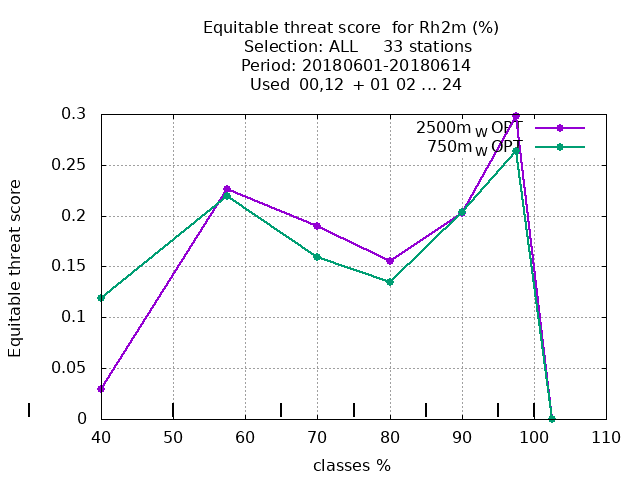 Equitable threat score  for Rh2m (%)
Selection: ALL     33 stations
Period: 20180601-20180614
Used  00,12  + 01 02 ... 24
Equitable threat score
0.3
0.25
0.2
0.15
0.1
0.05
0
2500m_W OPT
750m_W OPT
40 50 60 70 80 90 100 110
classes %